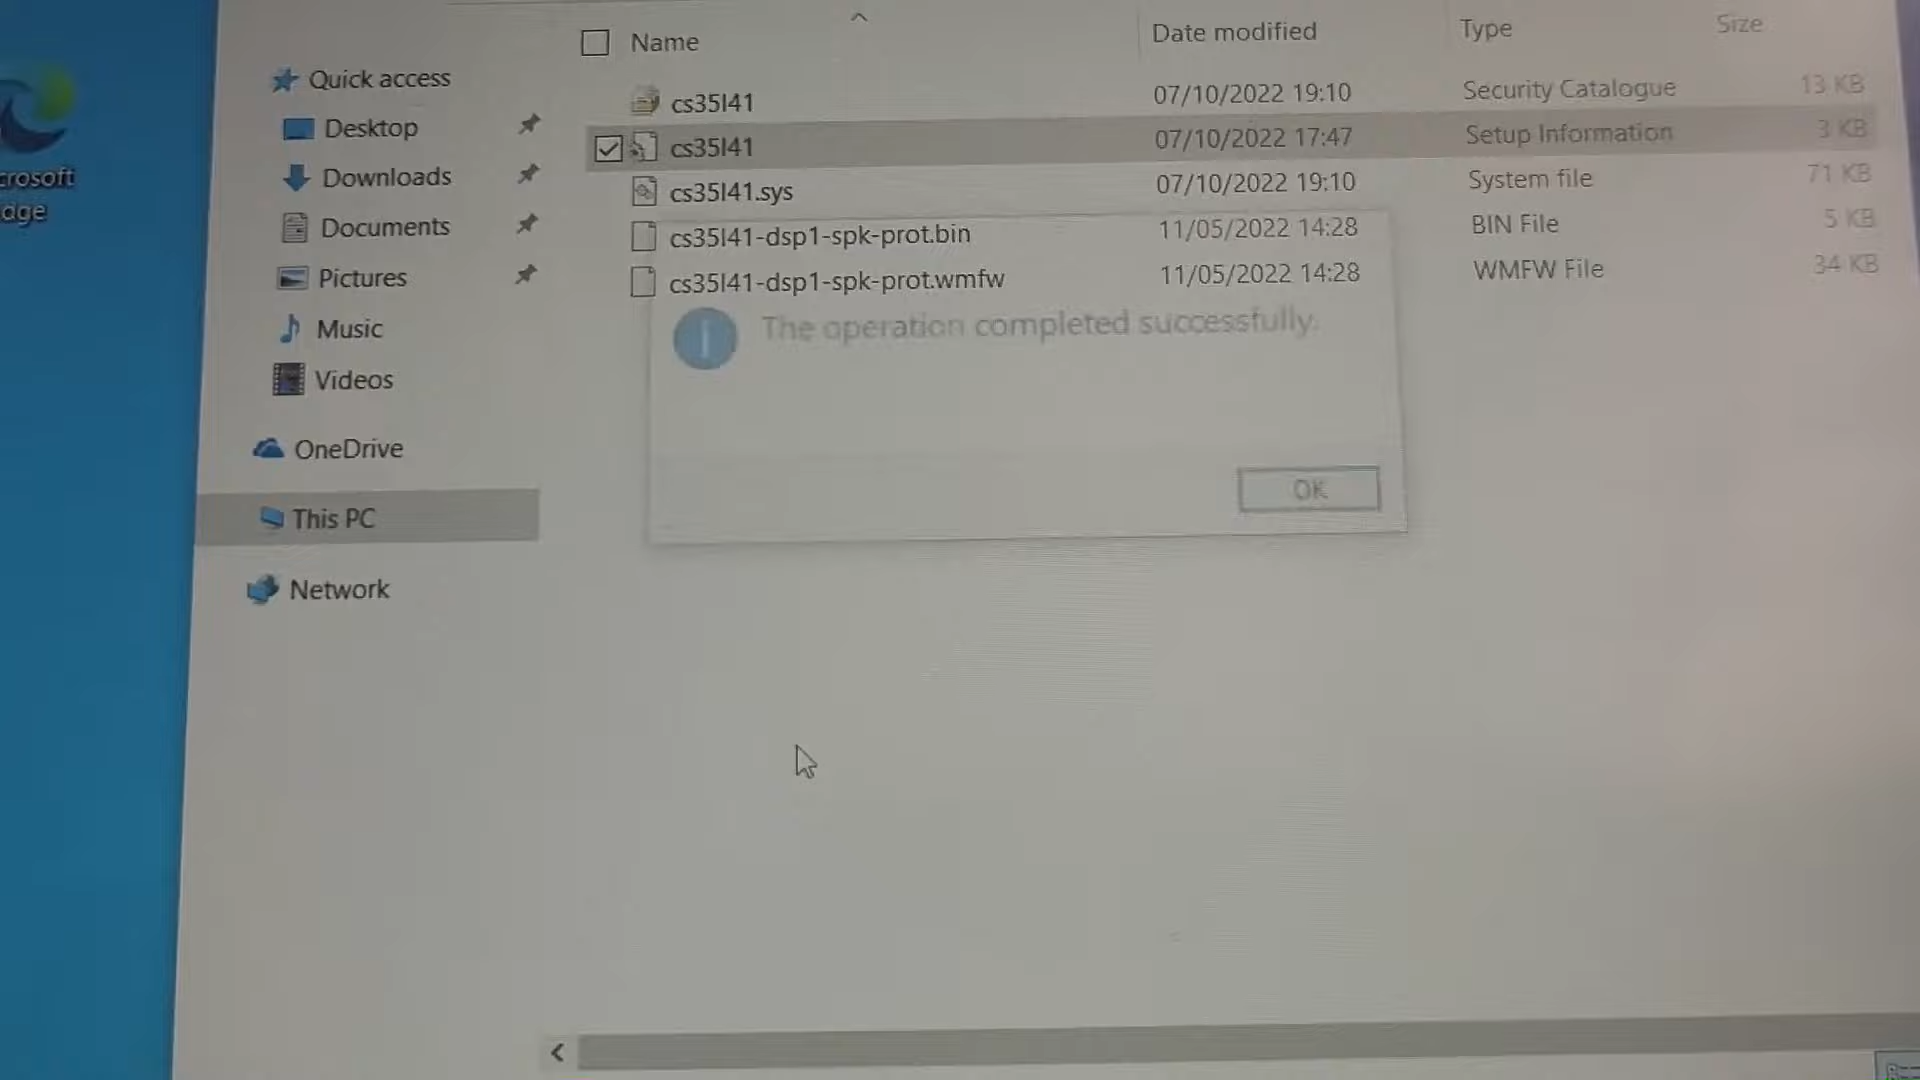 Name Date modified Type Size
Quick access
Desktop
Downloads
Documents
Pictures
Music
Videos
OneDrive
This PC
Network
crosoft
dge
cs35l41 07/10/2022 19:10 Security Catalogue 13 KB
cs35l41 07/10/2022 17:47 Setup Information 3 KB
cs35l41.sys 07/10/2022 19:10 System file 71 KB
cs35l41-dsp1-spk-prot.bin 11/05/2022 14:28 BIN File 5 KB
cs35l41-dsp1-spk-prot.wmfw 11/05/2022 14:28 WMFW File 34 KB
The operation completed successfully.
OK